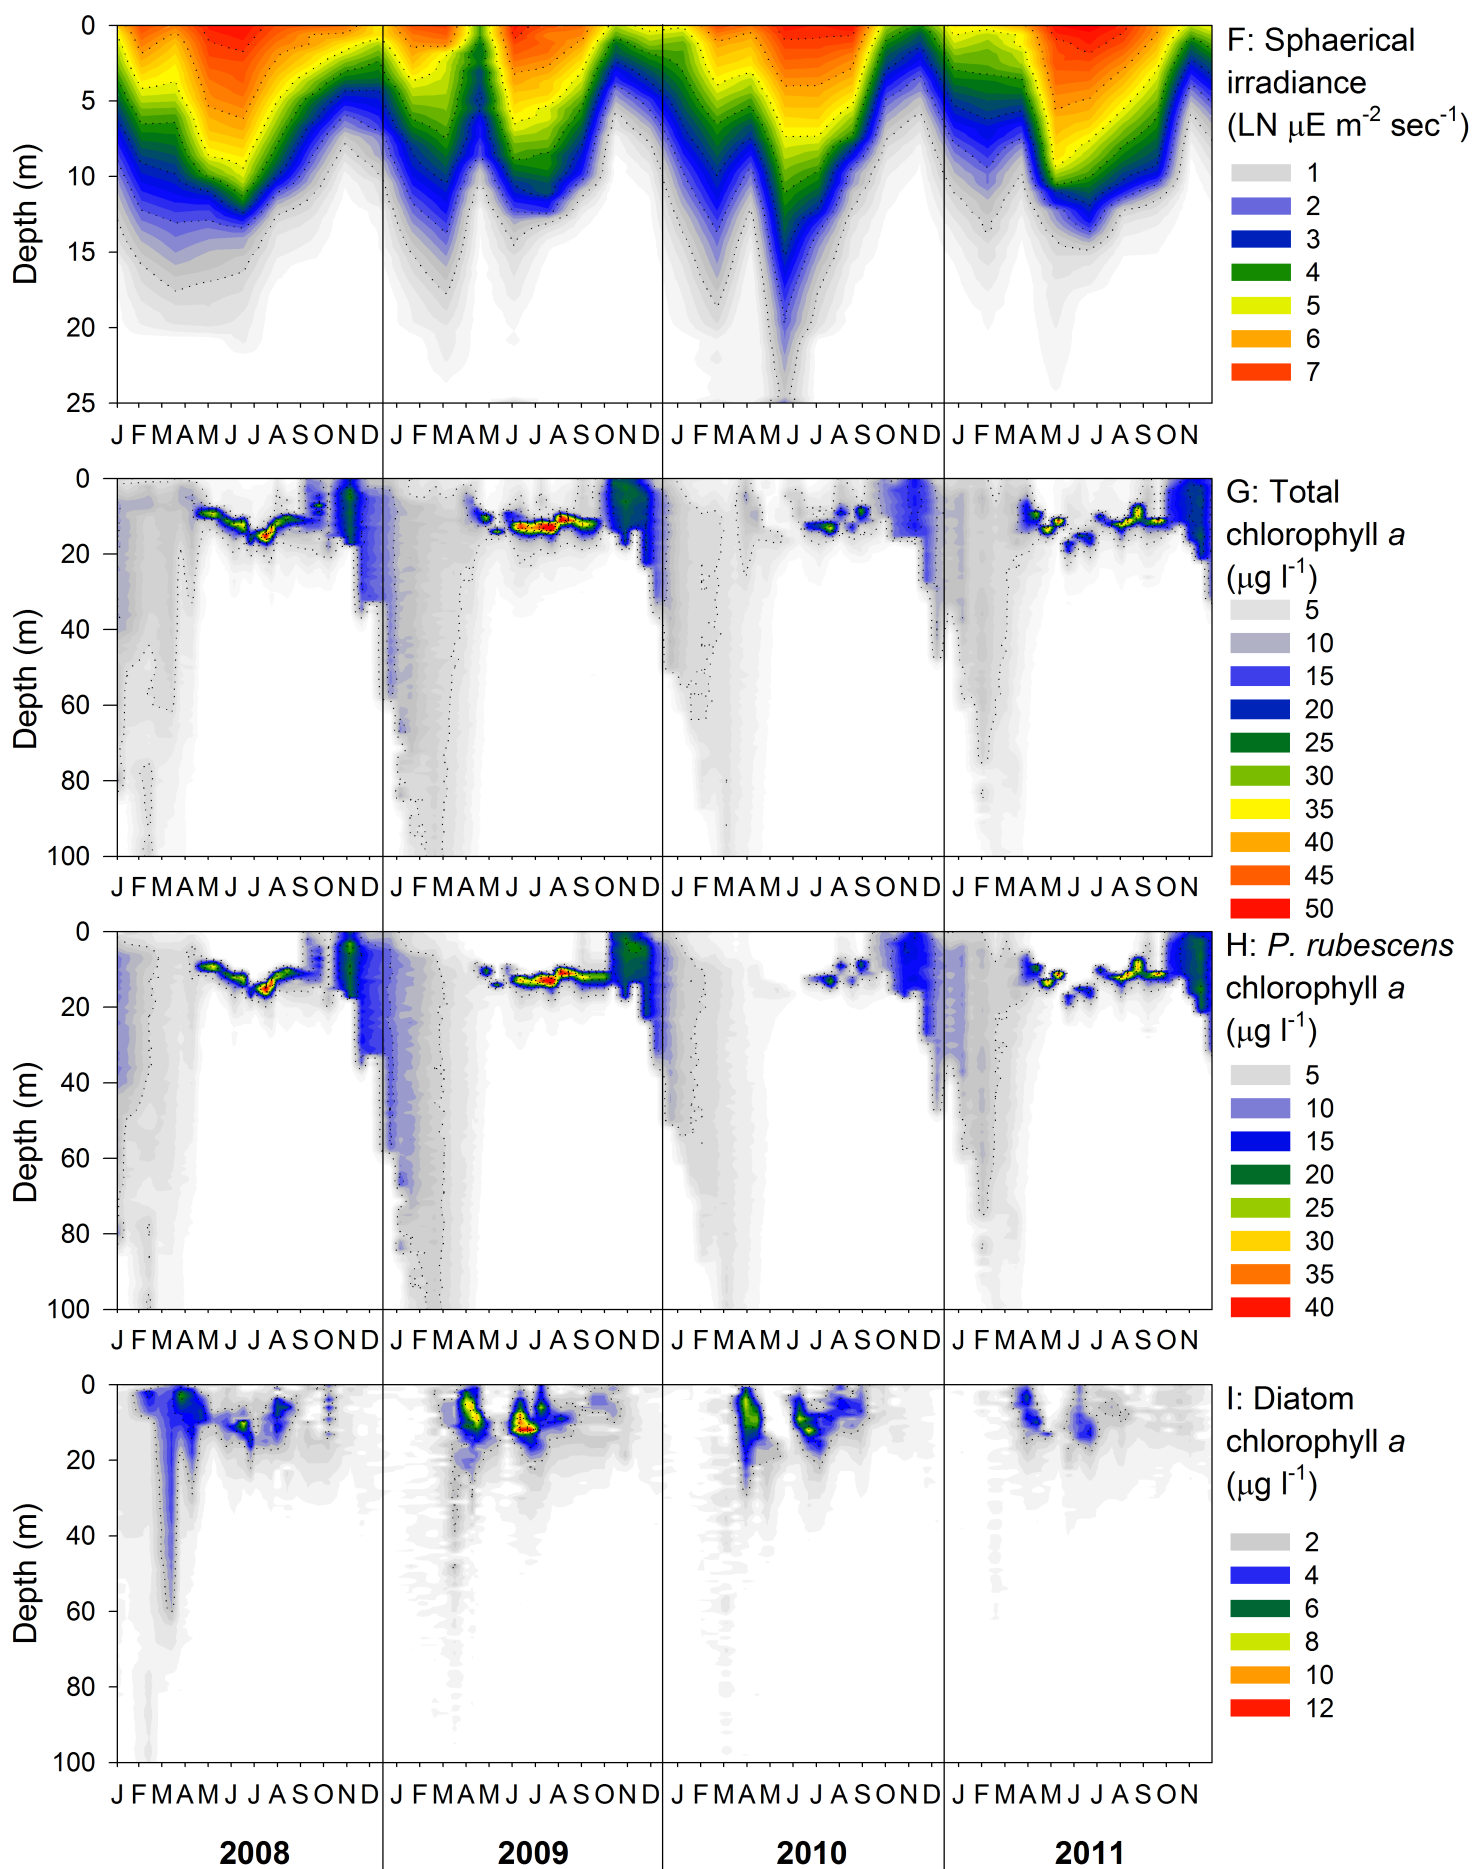 0
5
10
15
20
25
Depth (m)
J F M A M J J A S O N D J F M A M J J A S O N D J F M A M J J A S O N D J F M A M J J A S O N
F: Sphaerical
irradiance
(LN µE m-2 sec-1)
1
2
3
4
5
6
7
0
20
40
60
80
100
Depth (m)
J F M A M J J A S O N D J F M A M J J A S O N D J F M A M J J A S O N D J F M A M J J A S O N
G: Total
chlorophyll a
(µg l-1)
5
10
15
20
25
30
35
40
45
50
0
20
40
60
80
100
Depth (m)
J F M A M J J A S O N D J F M A M J J A S O N D J F M A M J J A S O N D J F M A M J J A S O N
H: P. rubescens
chlorophyll a
(µg l-1)
5
10
15
20
25
30
35
40
0
20
40
60
80
100
Depth (m)
J F M A M J J A S O N D J F M A M J J A S O N D J F M A M J J A S O N D J F M A M J J A S O N
I: Diatom
chlorophyll a
(µg l-1)
2
4
6
8
10
12
2008 2009 2010 2011